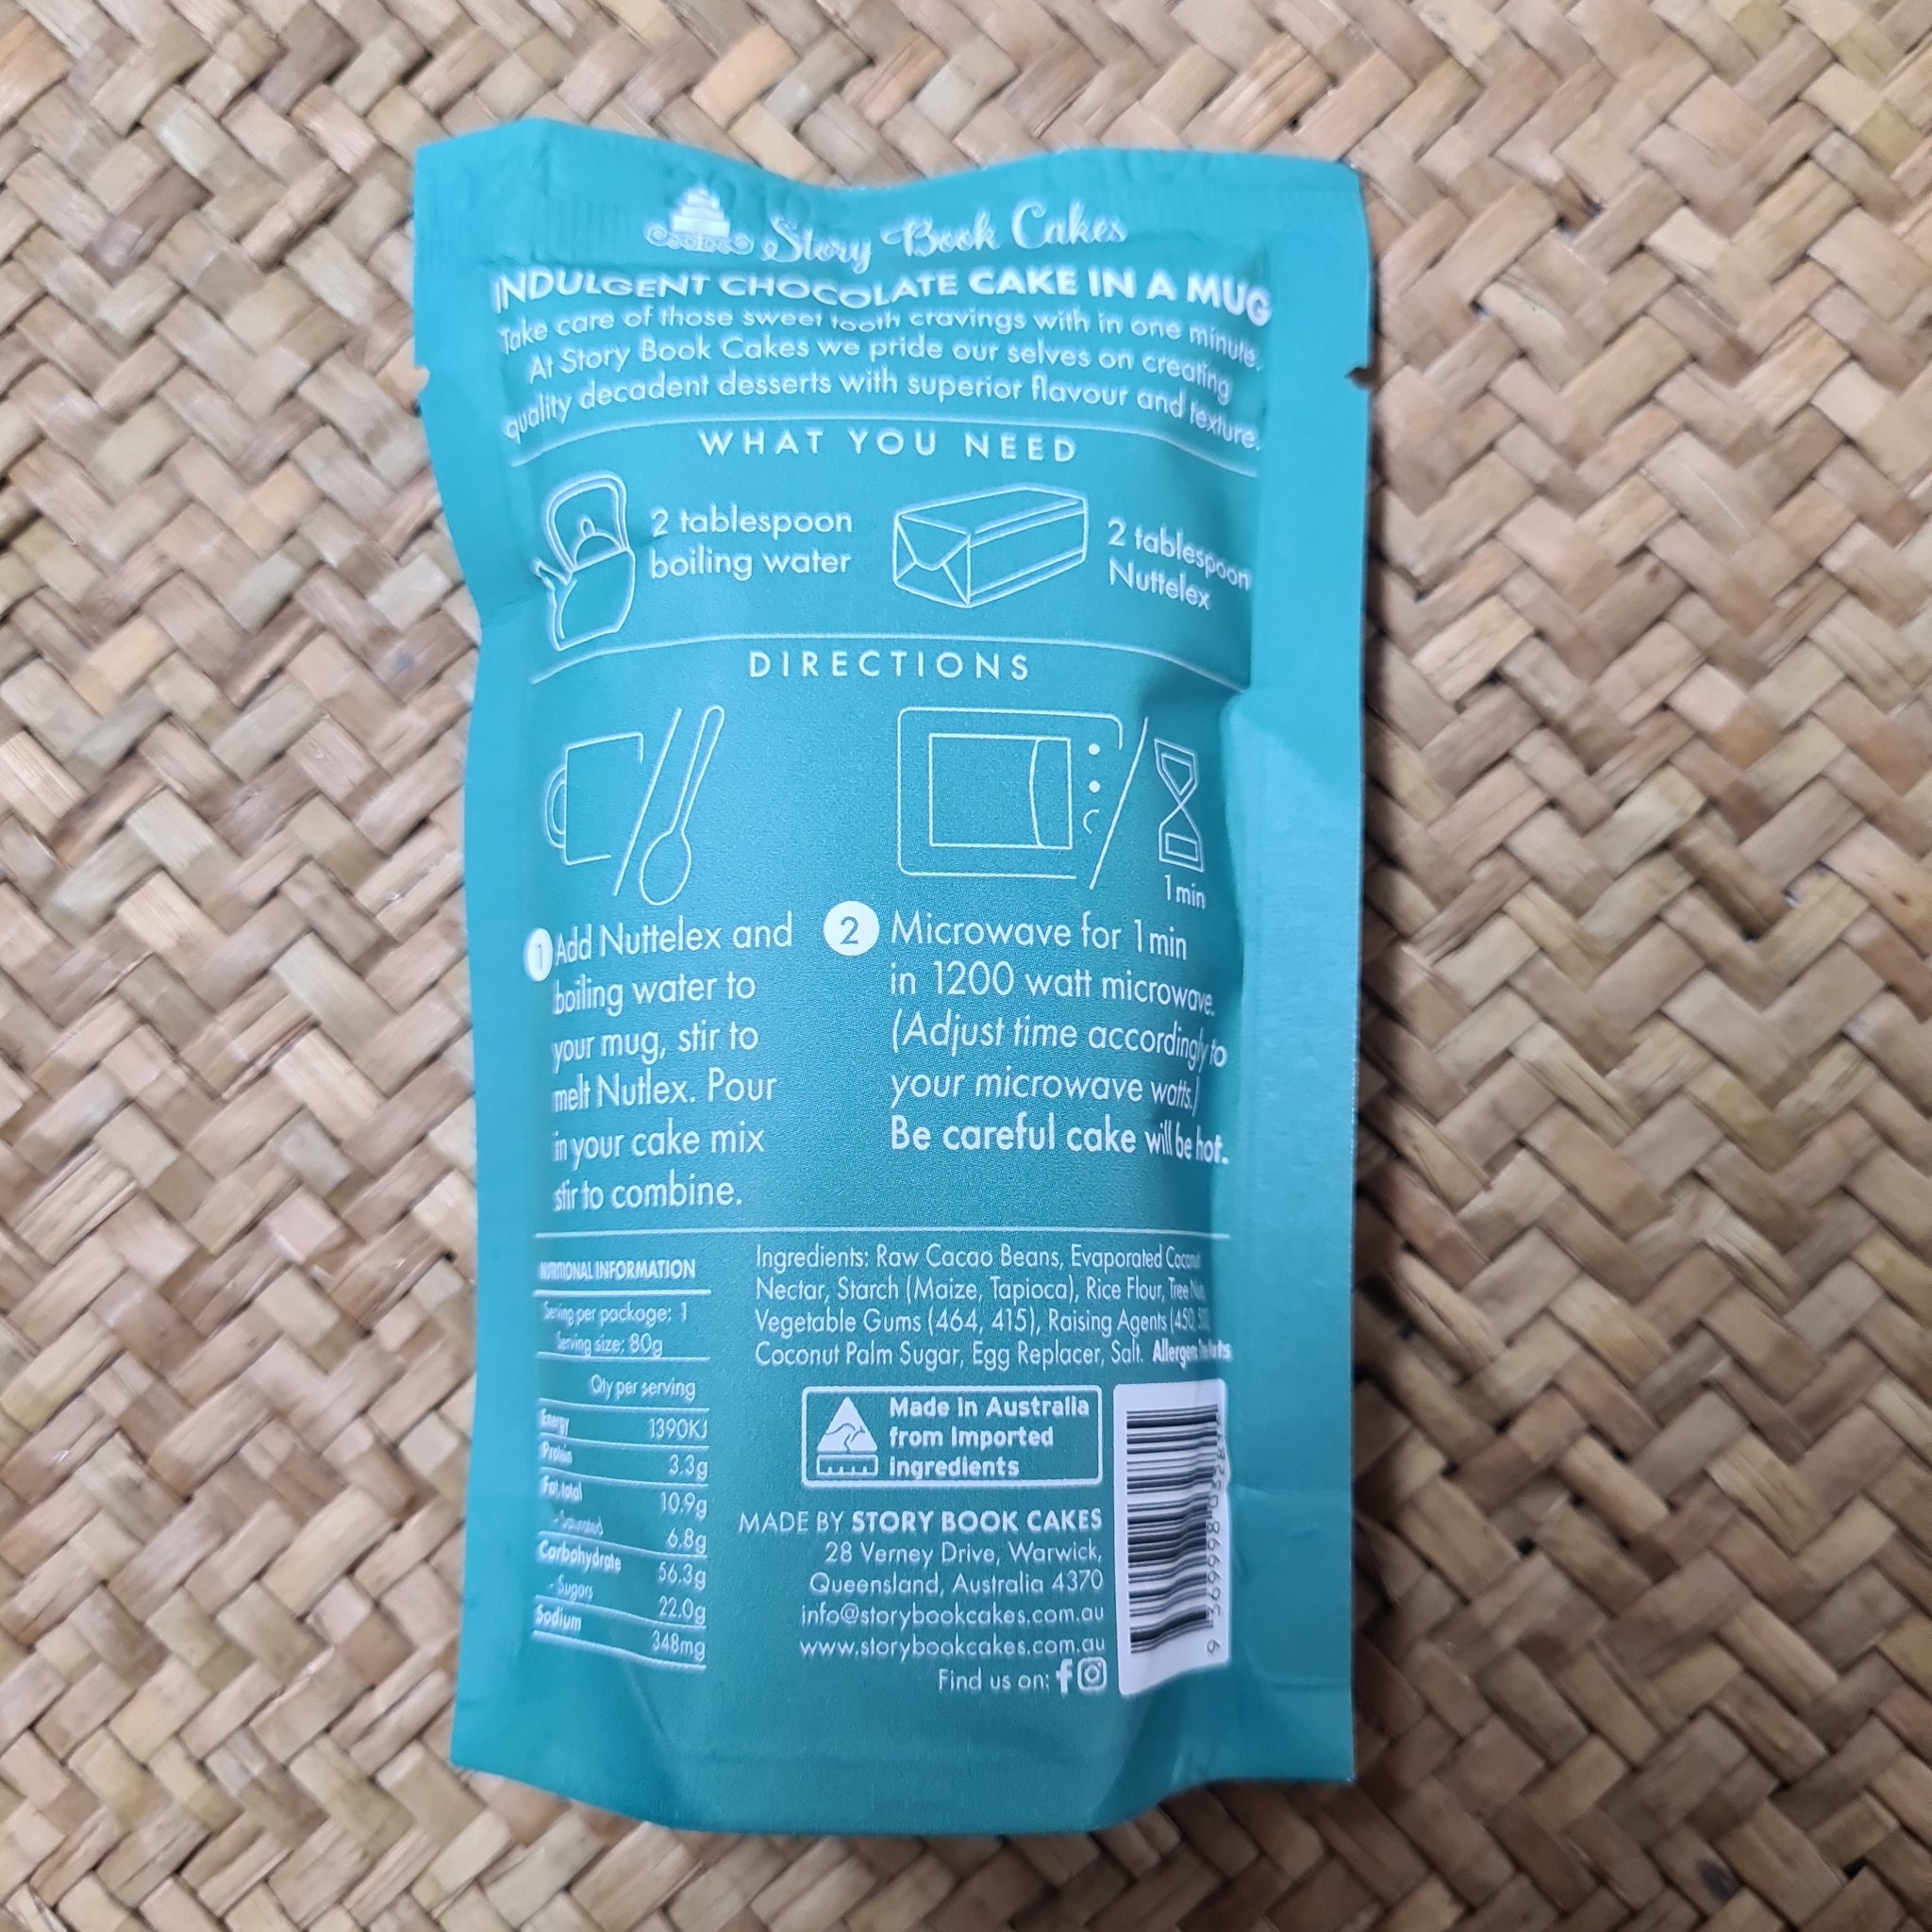 Story Book Cakes
INDULGENT CHOCOLATE CAKE IN A MUG
Take care of those sweet tooth cravings with in one minute.
At Story Book Cakes we pride our selves on creating
quality decadent desserts with superior flavour and texture.
WHAT YOU NEED
2 tablespoon
boiling water
2 tablespoon
Nuttelex
DIRECTIONS
1 min
1 Add Nuttelex and
boiling water to
your mug, stir to
melt Nutlex. Pour
in your cake mix
stir to combine.
2 Microwave for 1 min
in 1200 watt microwave.
(Adjust time accordingly to
your microwave watts.)
Be careful cake will be hot.
NUTRITIONAL INFORMATION
Serving per package: 1
Serving size: 80g
Qty per serving
Energy 1390KJ
Protein 3.3g
Fat, total 10.9g
- Saturated 6.8g
Carbohydrate 56.3g
- Sugars 22.0g
Sodium 348mg
Ingredients: Raw Cacao Beans, Evaporated Coconut
Nectar, Starch (Maize, Tapioca), Rice Flour, Tree
Vegetable Gums (464, 415), Raising Agents (450,
Coconut Palm Sugar, Egg Replacer, Salt.
Made in Australia
from Imported
ingredients
MADE BY STORY BOOK CAKES
28 Verney Drive, Warwick,
Queensland, Australia 4370
info@storybookcakes.com.au
www.storybookcakes.com.au
Find us on: